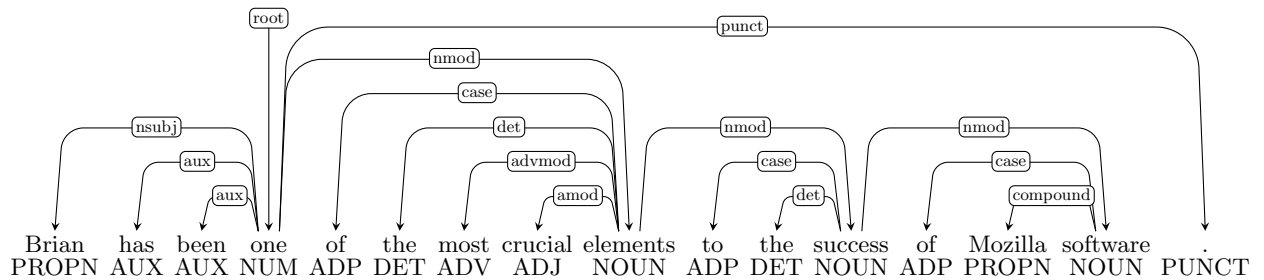 root
punct
nmod
case
nsubj det nmod nmod
aux advmod case case
aux amod det compound
Brian has been one of the most crucial elements to the success of Mozilla software .
PROPN AUX AUX NUM ADP DET ADV ADJ NOUN ADP DET NOUN ADP PROPN NOUN PUNCT